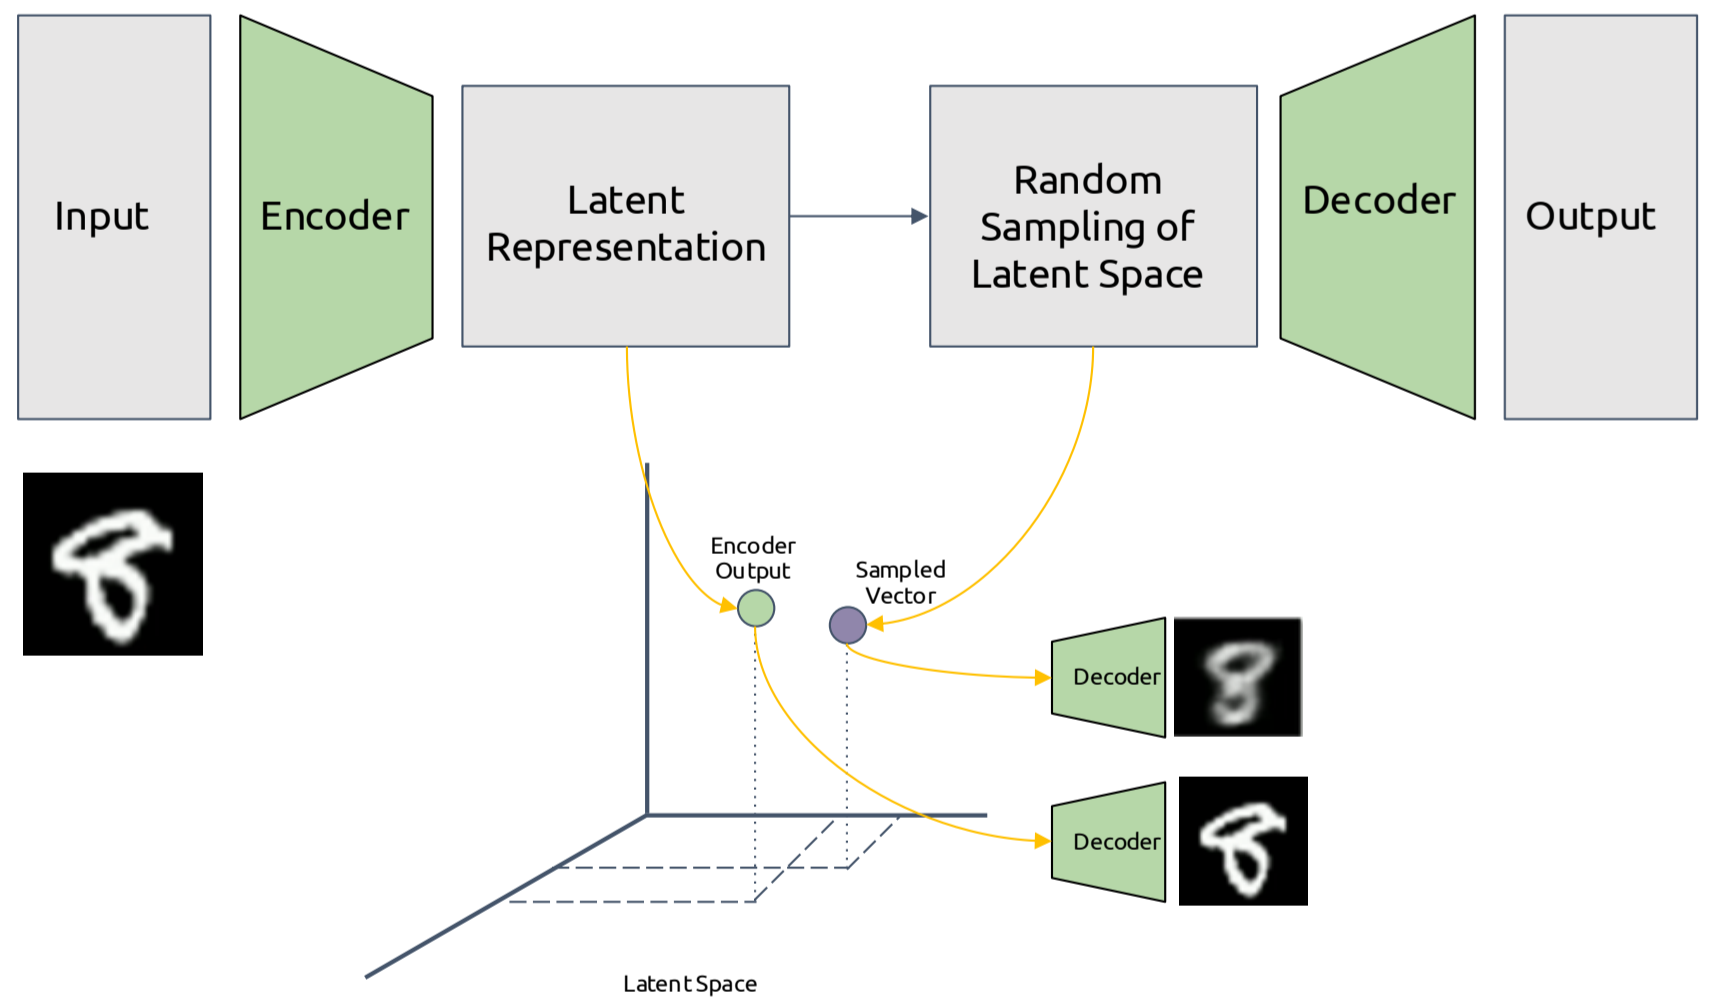 Input
Encoder
Latent
Representation
Random
Sampling of
Latent Space
Decoder
Output
Encoder
Output
Sampled
Vector
Decoder
Decoder
Latent Space